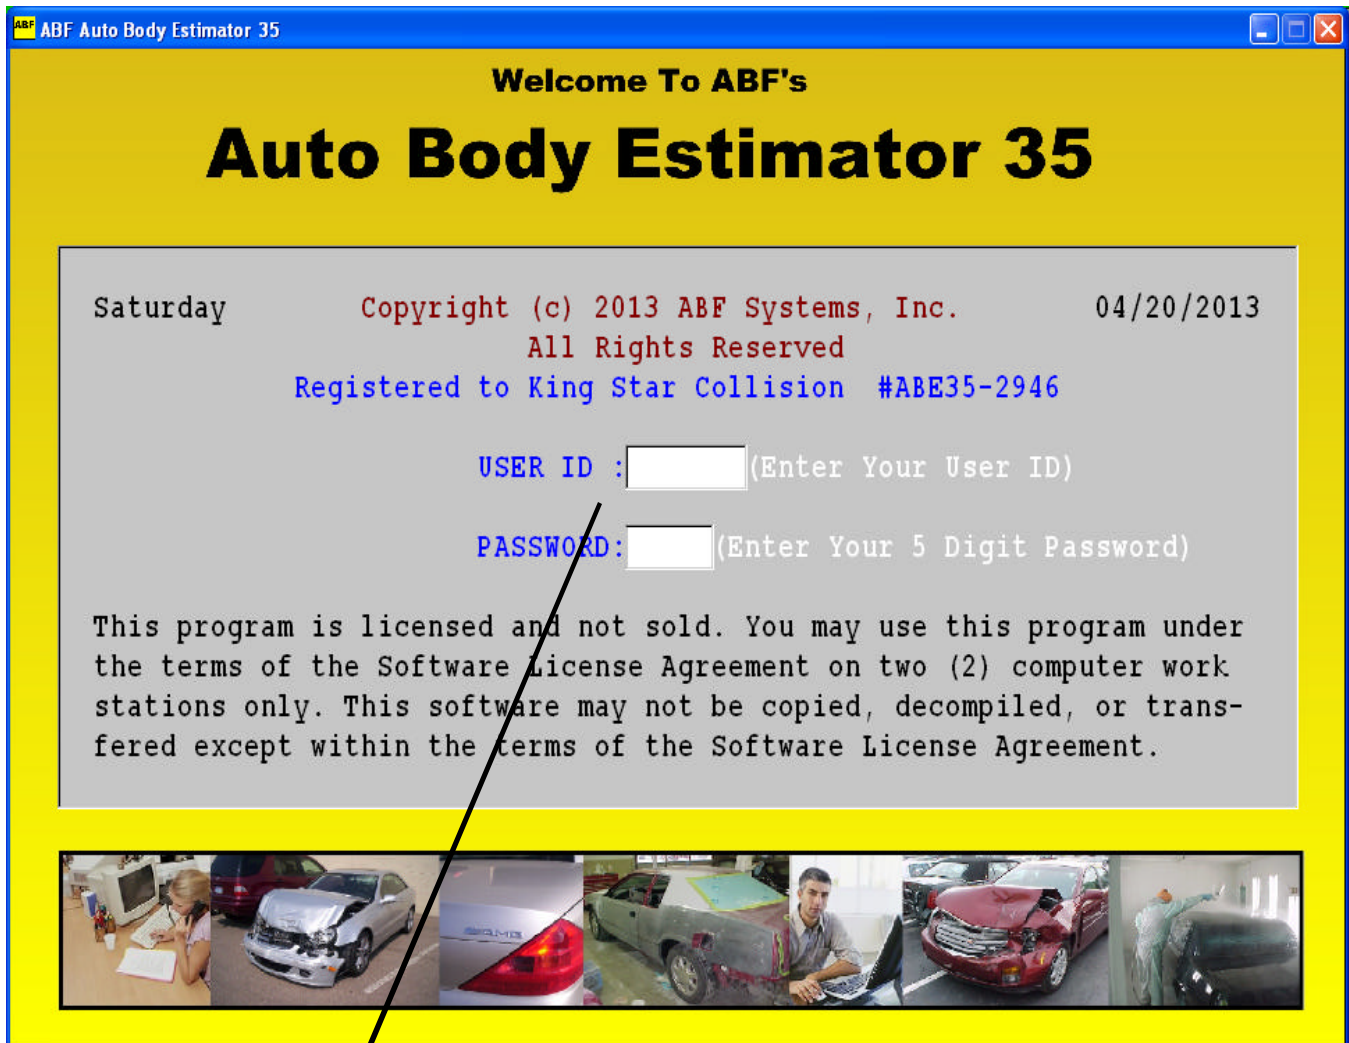 ABF ABF Auto Body Estimator 35
Welcome To ABF's
Auto Body Estimator 35
Saturday Copyright (c) 2013 ABF Systems, Inc. 04/20/2013
All Rights Reserved
Registered to King Star Collision #ABE35-2946
USER ID : (Enter Your User ID)
PASSWORD: (Enter Your 5 Digit Password)
This program is licensed and not sold. You may use this program under
the terms of the Software License Agreement on two (2) computer work
stations only. This software may not be copied, decompiled, or trans-
fered except within the terms of the Software License Agreement.